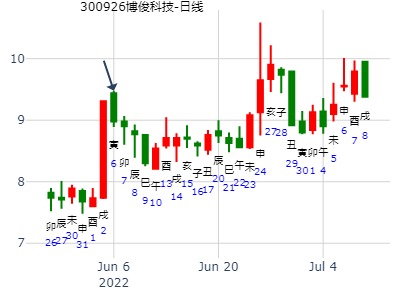 300926博俊科技-日线
10
9
8
7
卯
26
辰
27
未
30
申
31
酉
1
戌
2
寅
6
卯
7
辰
8
巳
9
午
10
酉
13
戌
14
亥
15
子
16
丑
17
辰
20
巳
21
午
22
未
23
申
24
亥
27
子
28
丑
29
寅
30
卯
1
午
4
未
5
申
6
酉
7
戌
8
Jun 6
2022
Jun 20
Jul 4